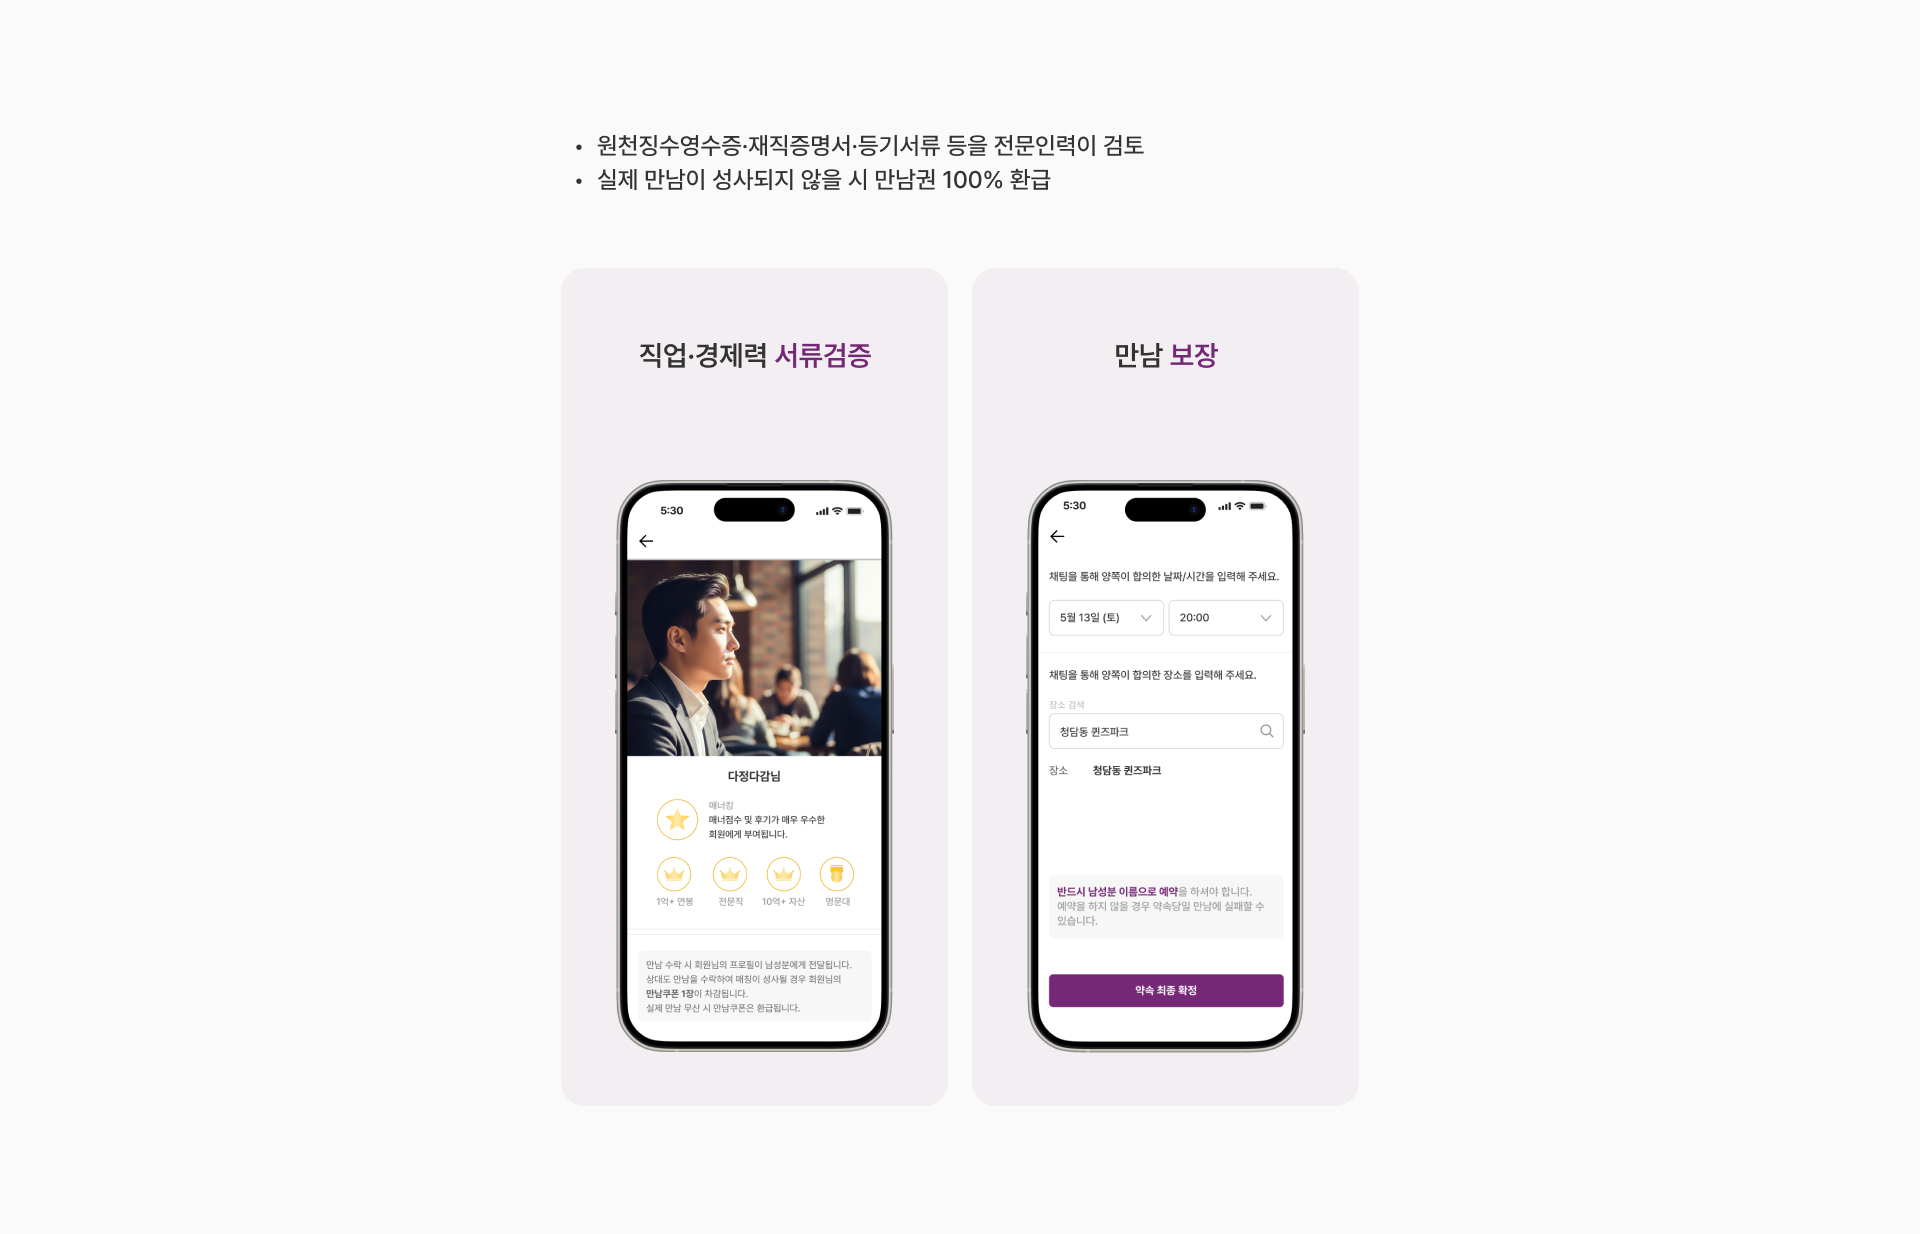 • 원천징수영수증·재직증명서·등기서류 등을 전문인력이 검토
• 실제 만남이 성사되지 않을 시 만남권 100% 환급
직업·경제력 서류검증
5:30
다정다감님
매너킹
매너점수 및 후기가 매우 우수한
회원에게 부여됩니다.
1억+ 연봉
전문직
10억+ 자산
명문대
만남 수락 시 회원님의 프로필이 남성분에게 전달됩니다.
상대도 만남을 수락하여 매칭이 성사될 경우 회원님의
만남쿠폰 1장이 차감됩니다.
실제 만남 무산 시 만남쿠폰은 환급됩니다.
만남 보장
5:30
채팅을 통해 양쪽이 합의한 날짜/시간을 입력해 주세요.
5월 13일 (토)
20:00
채팅을 통해 양쪽이 합의한 장소를 입력해 주세요.
장소 검색
청담동 퀸즈파크
장소 청담동 퀸즈파크
반드시 남성분 이름으로 예약을 하셔야 합니다.
예약을 하지 않을 경우 약속당일 만남에 실패할 수
있습니다.
약속 최종 확정